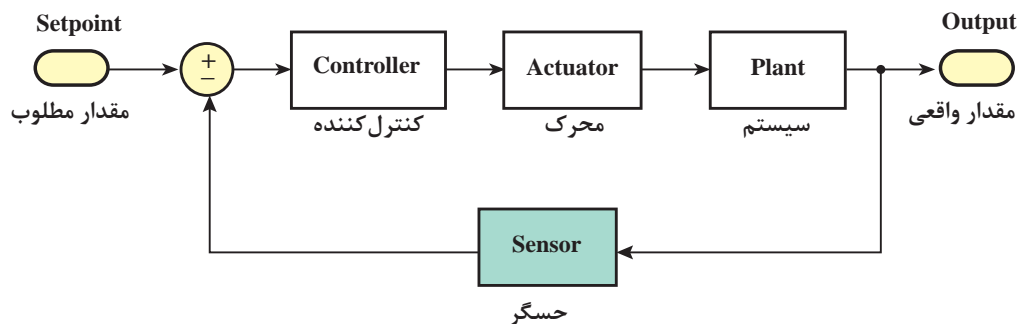 Setpoint
Output
+
−
Controller
Actuator
Plant
مقدار مطلوب
کنترل‌کننده
محرک
سیستم
مقدار واقعی
Sensor
حسگر